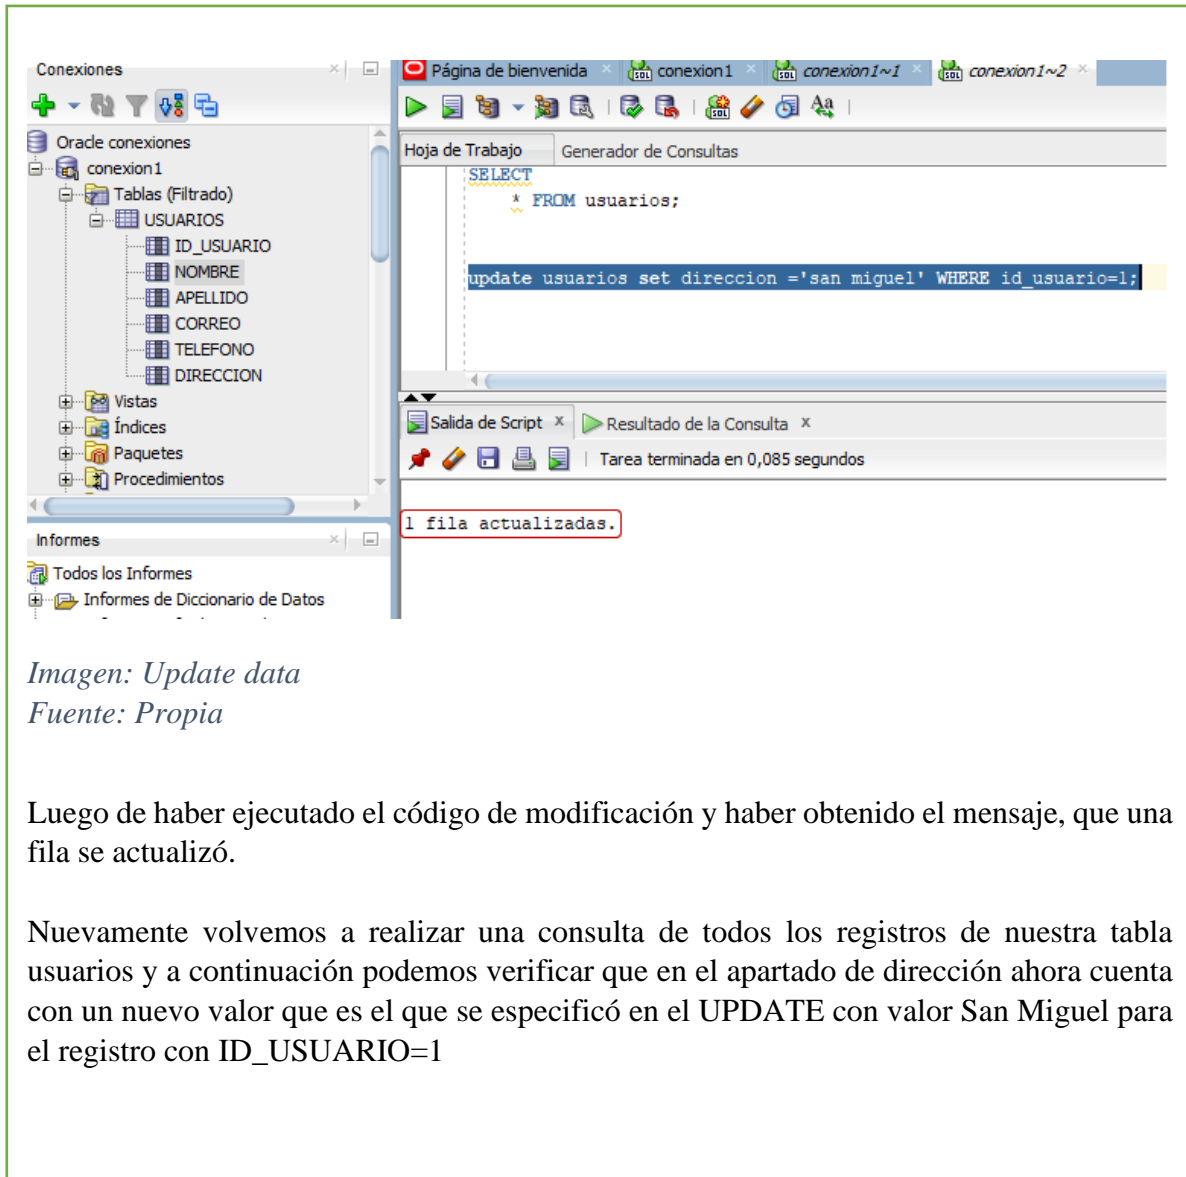 Conexiones
Oracle conexiones
conexion1
Tablas (Filtrado)
USUARIOS
ID_USUARIO
NOMBRE
APELLIDO
CORREO
TELEFONO
DIRECCION
Vistas
Índices
Paquetes
Procedimientos
Informes
Todos los Informes
Informes de Diccionario de Datos
Página de bienvenida conexion1 conexion1~1 conexion1~2
Hoja de Trabajo Generador de Consultas
SELECT
* FROM usuarios;
update usuarios set direccion ='san miguel' WHERE id_usuario=1;
Salida de Script x Resultado de la Consulta x
Tarea terminada en 0,085 segundos
1 fila actualizadas.
Imagen: Update data
Fuente: Propia
Luego de haber ejecutado el código de modificación y haber obtenido el mensaje, que una
fila se actualizó.
Nuevamente volvemos a realizar una consulta de todos los registros de nuestra tabla
usuarios y a continuación podemos verificar que en el apartado de dirección ahora cuenta
con un nuevo valor que es el que se especificó en el UPDATE con valor San Miguel para
el registro con ID_USUARIO=1